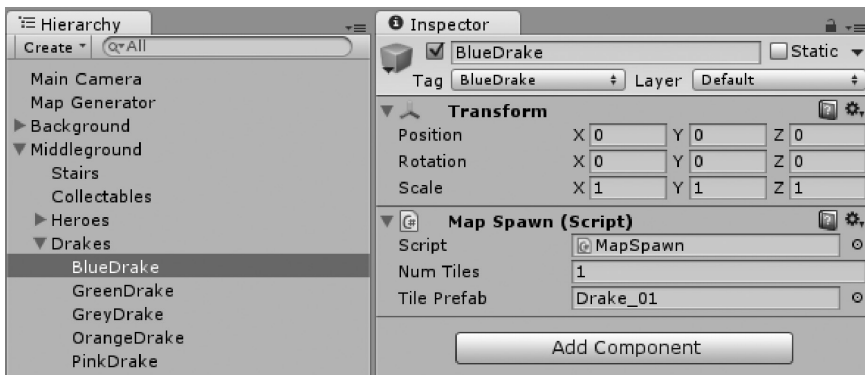 Hierarchy
Create All
Main Camera
Map Generator
Background
Middleground
Stairs
Collectables
Heroes
Drakes
BlueDrake
GreenDrake
GreyDrake
OrangeDrake
PinkDrake
Inspector
BlueDrake Static
Tag BlueDrake Layer Default
Transform
Position X 0 Y 0 Z 0
Rotation X 0 Y 0 Z 0
Scale X 1 Y 1 Z 1
C# Map Spawn (Script)
Script MapSpawn
Num Tiles 1
Tile Prefab Drake_01
Add Component